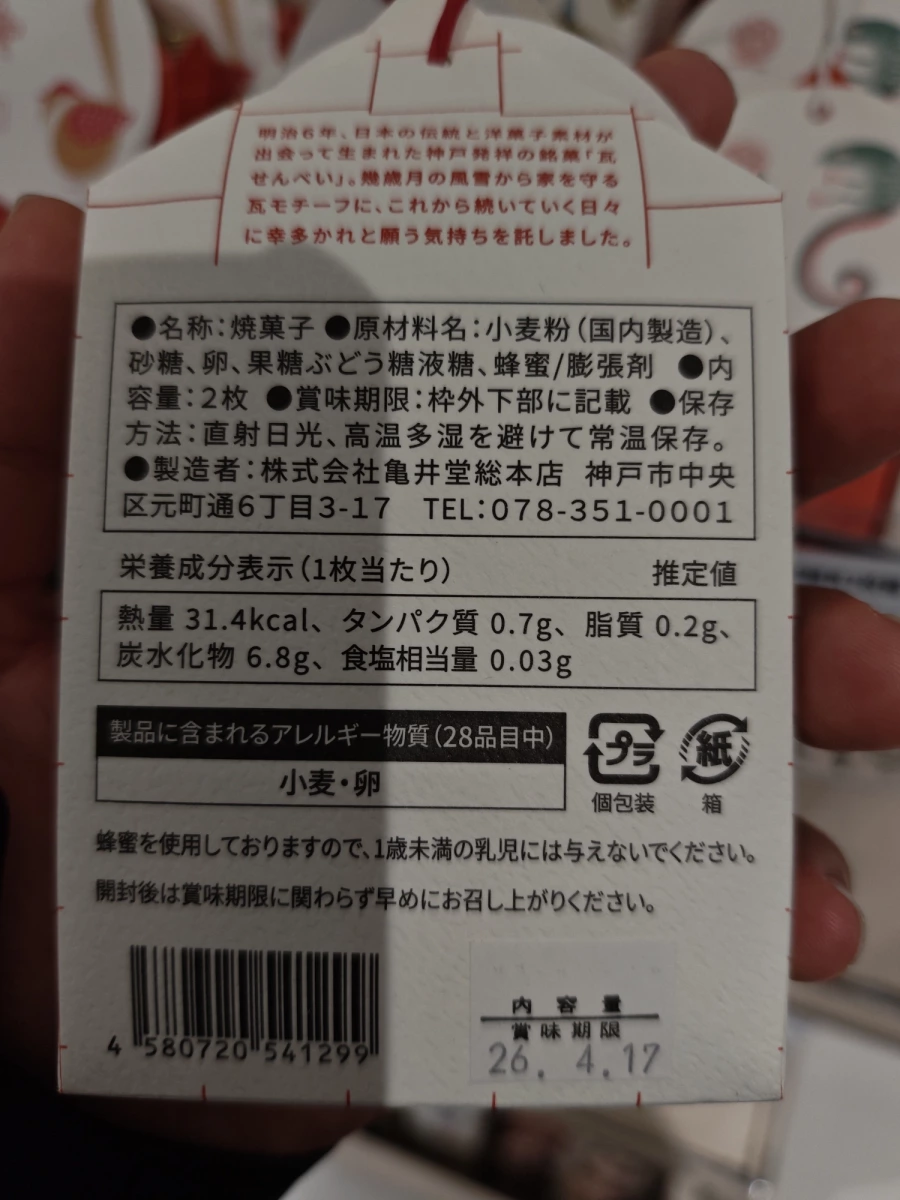 明治6年、日本の伝統と洋菓子素材が
出会って生まれた神戸発祥の銘菓「瓦
せんべい」。幾歳月の風雪から家を守る
瓦モチーフに、これから続いていく日々
に幸多かれと願う気持ちを託しました。
●名称：焼菓子 ●原材料名：小麦粉（国内製造）、
砂糖、卵、果糖ぶどう糖液糖、蜂蜜/膨張剤 ●内
容量：2枚 ●賞味期限：枠外下部に記載 ●保存
方法：直射日光、高温多湿を避けて常温保存。
●製造者：株式会社亀井堂総本店 神戸市中央
区元町通6丁目3-17 TEL：078-351-0001
栄養成分表示（1枚当たり） 推定値
熱量 31.4kcal、タンパク質 0.7g、脂質 0.2g、
炭水化物 6.8g、食塩相当量 0.03g
製品に含まれるアレルギー物質（28品目中）
小麦・卵
プラ
個包装
紙
箱
蜂蜜を使用しておりますので、1歳未満の乳児には与えないでください。
開封後は賞味期限に関わらず早めにお召し上がりください。
4 580720 541299
内容量
賞味期限
26. 4.17